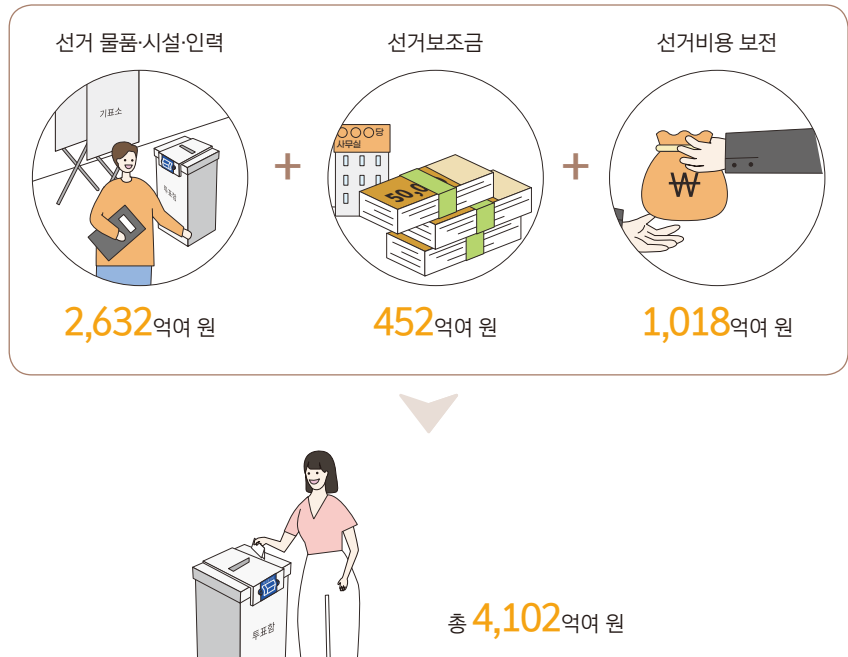 선거 물품·시설·인력
선거보조금
선거비용 보전
기표소
투표함
○○○당
사무실
50,0
₩
+
+
2,632억여 원
452억여 원
1,018억여 원
투표함
총 4,102억여 원